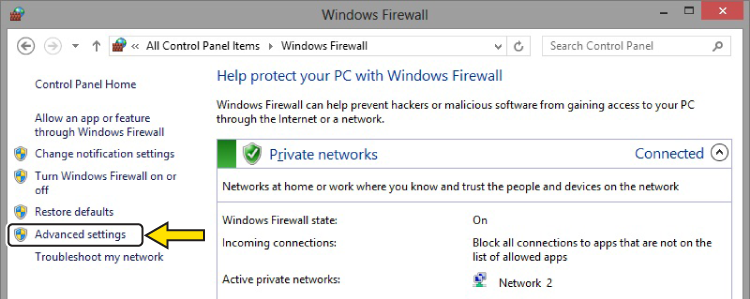 Windows Firewall
All Control Panel Items
Windows Firewall
Search Control Panel
Control Panel Home
Allow an app or feature
through Windows Firewall
Change notification settings
Turn Windows Firewall on or
off
Restore defaults
Advanced settings
Troubleshoot my network
Help protect your PC with Windows Firewall
Windows Firewall can help prevent hackers or malicious software from gaining access to your PC
through the Internet or a network.
Private networks
Connected
Networks at home or work where you know and trust the people and devices on the network
Windows Firewall state:
On
Incoming connections:
Block all connections to apps that are not on the
list of allowed apps
Active private networks:
Network 2